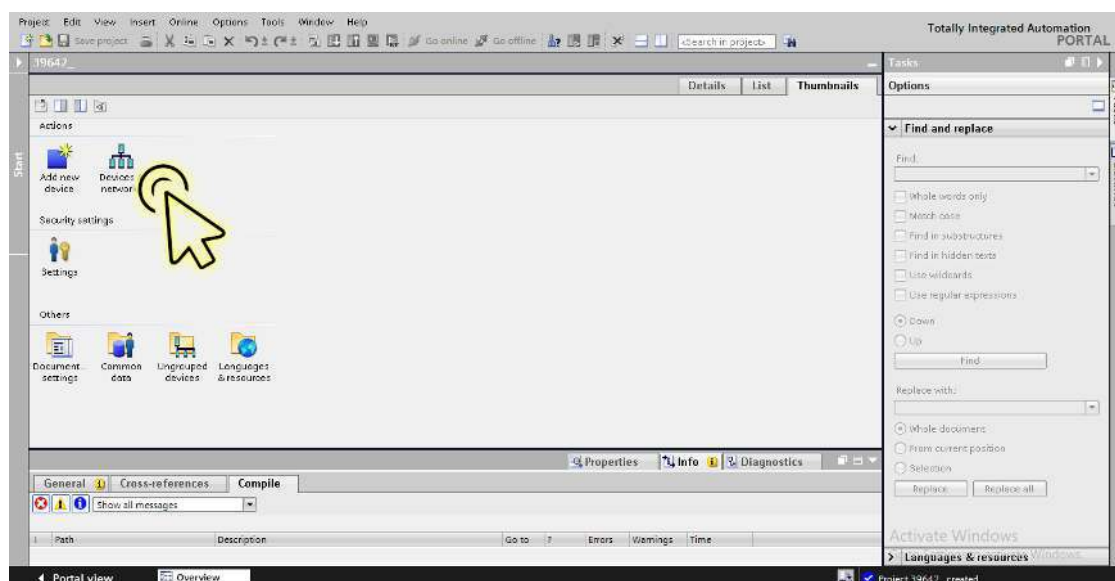 Project Edit View Insert Online Options Tools Window Help
Totally Integrated Automation
PORTAL
Save project Go online Go offline <Search in project>
39642_
Tasks
Details List Thumbnails
Options
Actions
Find and replace
Start
Add new device
Devices networ
Find:
Whole words only
Match case
Security settings
Find in substructures
Find in hidden texts
Settings
Use wildcards
Use regular expressions
Others
Down
Up
Find
Document settings
Common data
Ungrouped devices
Languages & resources
Replace with:
Whole document
From current position
Selection
Properties Info Diagnostics
Replace Replace all
General Cross-references Compile
Show all messages
Activate Windows
! Path Description Go to ? Errors Warnings Time
Languages & resources
Portal view Overview
Project 39642_ created.